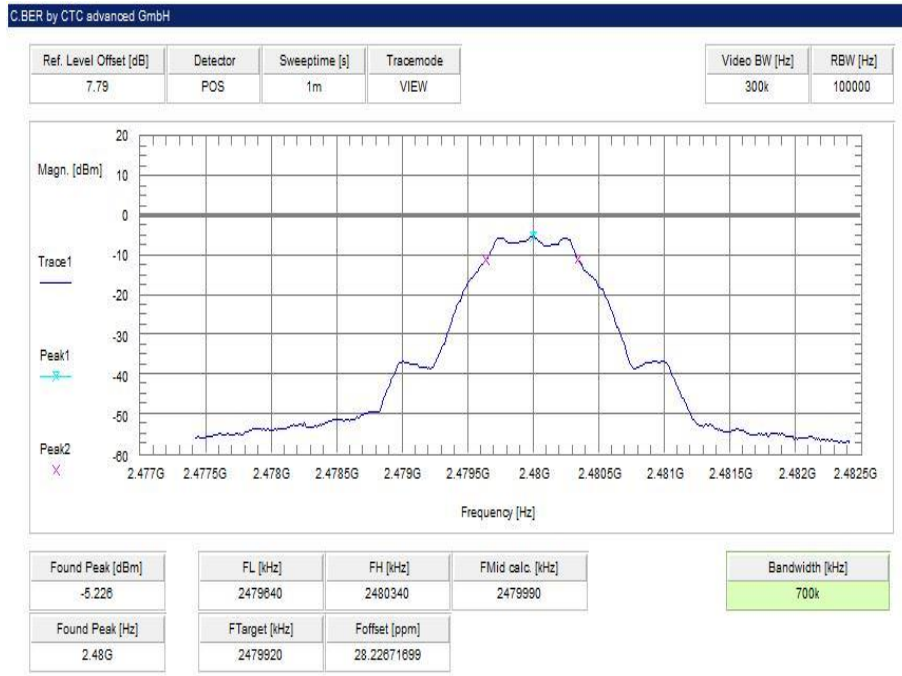 C.BER by CTC advanced GmbH
Ref. Level Offset [dB] Detector Sweeptime [s] Tracemode Video BW [Hz] RBW [Hz]
7.79 POS 1m VIEW 300k 100000
Magn. [dBm]
20
10
0
-10
-20
-30
-40
-50
-60
Trace1
Peak1
Peak2
2.477G 2.4775G 2.478G 2.4785G 2.479G 2.4795G 2.48G 2.4805G 2.481G 2.4815G 2.482G 2.4825G
Frequency [Hz]
Found Peak [dBm] FL [kHz] FH [kHz] FMid calc. [kHz] Bandwidth [kHz]
-5.226 2479640 2480340 2479990 700k
Found Peak [Hz] FTarget [kHz] Foffset [ppm]
2.48G 2479920 28.22671699